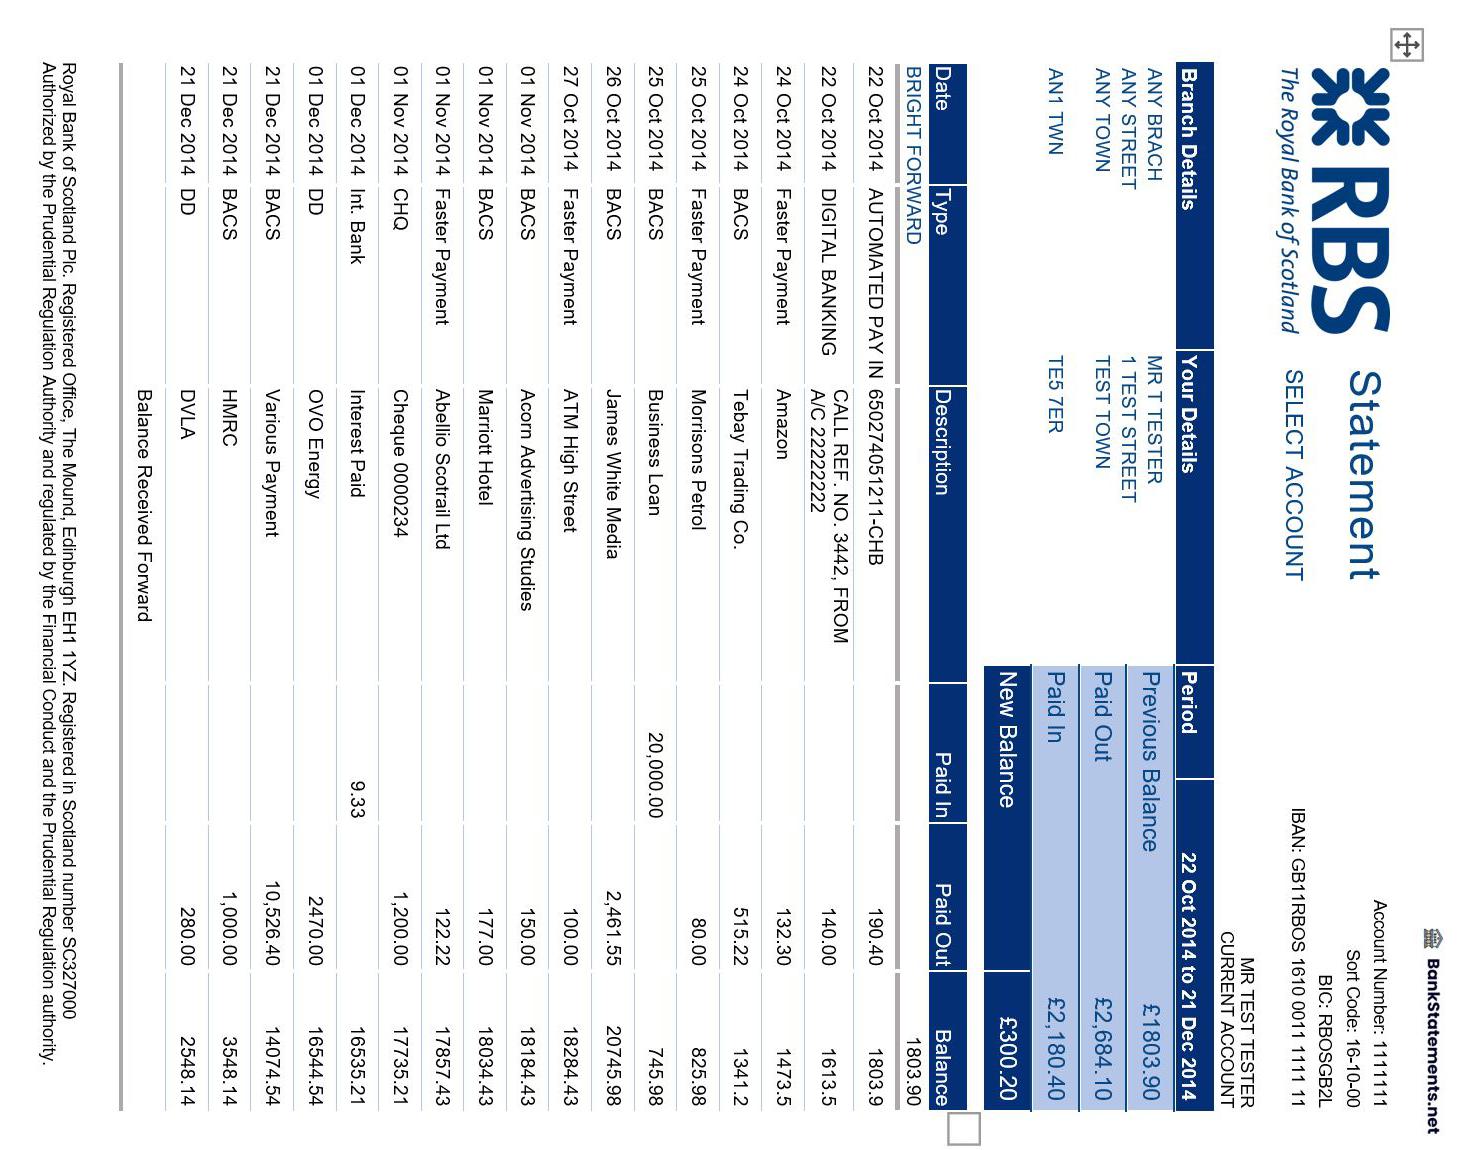 BankStatements.net
RBS
The Royal Bank of Scotland
Statement
SELECT ACCOUNT
Account Number: 1111111
Sort Code: 16-10-00
BIC: RBOSGB2L
IBAN: GB11RBOS 1610 0011 1111 11
MR TEST TESTER
CURRENT ACCOUNT
Branch Details Your Details Period 22 Oct 2014 to 21 Dec 2014
ANY BRACH MR T TESTER Previous Balance £1803.90
ANY STREET 1 TEST STREET
ANY TOWN TEST TOWN Paid Out £2,684.10
AN1 TWN TE5 7ER Paid In £2,180.40
New Balance £300.20
Date Type Description Paid In Paid Out Balance
BRIGHT FORWARD 1803.90
22 Oct 2014 AUTOMATED PAY IN 650274051211-CHB 190.40 1803.9
22 Oct 2014 DIGITAL BANKING CALL REF. NO. 3442, FROM 140.00 1613.5
A/C 22222222
24 Oct 2014 Faster Payment Amazon 132.30 1473.5
24 Oct 2014 BACS Tebay Trading Co. 515.22 1341.2
25 Oct 2014 Faster Payment Morrisons Petrol 80.00 825.98
25 Oct 2014 BACS Business Loan 20,000.00 745.98
26 Oct 2014 BACS James White Media 2,461.55 20745.98
27 Oct 2014 Faster Payment ATM High Street 100.00 18284.43
01 Nov 2014 BACS Acorn Advertising Studies 150.00 18184.43
01 Nov 2014 BACS Marriott Hotel 177.00 18034.43
01 Nov 2014 Faster Payment Abellio Scotrail Ltd 122.22 17857.43
01 Nov 2014 CHQ Cheque 0000234 1,200.00 17735.21
01 Dec 2014 Int. Bank Interest Paid 9.33 16535.21
01 Dec 2014 DD OVO Energy 2470.00 16544.54
21 Dec 2014 BACS Various Payment 10,526.40 14074.54
21 Dec 2014 BACS HMRC 1,000.00 3548.14
21 Dec 2014 DD DVLA 280.00 2548.14
Balance Received Forward
Royal Bank of Scotland Plc. Registered Office, The Mound, Edinburgh EH1 1YZ. Registered in Scotland number SC327000
Authorized by the Prudential Regulation Authority and regulated by the Financial Conduct and the Prudential Regulation authority.